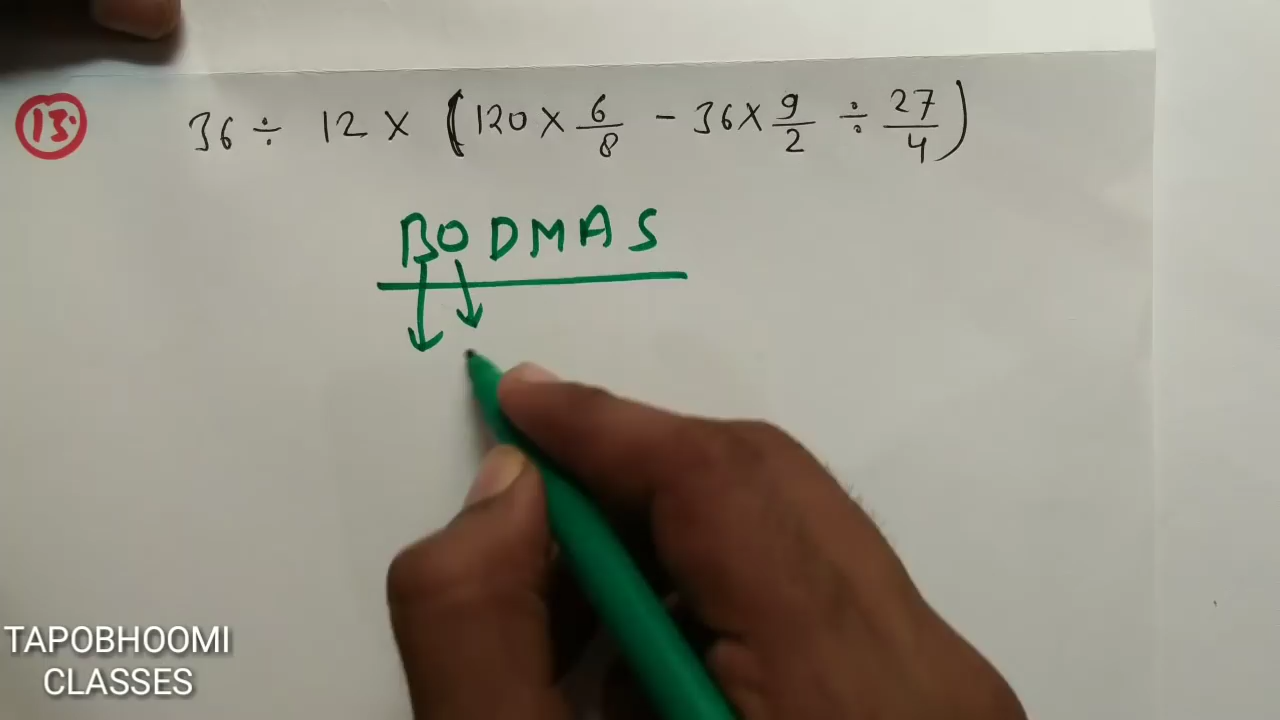 13. 36 ÷ 12 × (120 × 6/8 - 36 × 9/2 ÷ 27/4)
BODMAS
TAPOBHOOMI
CLASSES